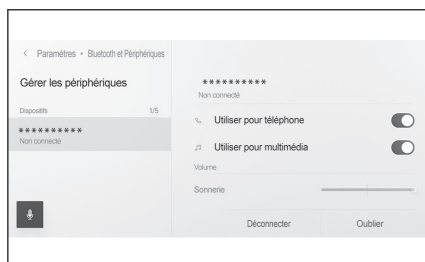 < Paramètres • Bluetooth et Périphériques
Gérer les périphériques
Dispositifs 1/5
**********
Non connecté
**********
Non connecté
Utiliser pour téléphone
Utiliser pour multimédia
Volume
Sonnerie
Déconnecter Oublier